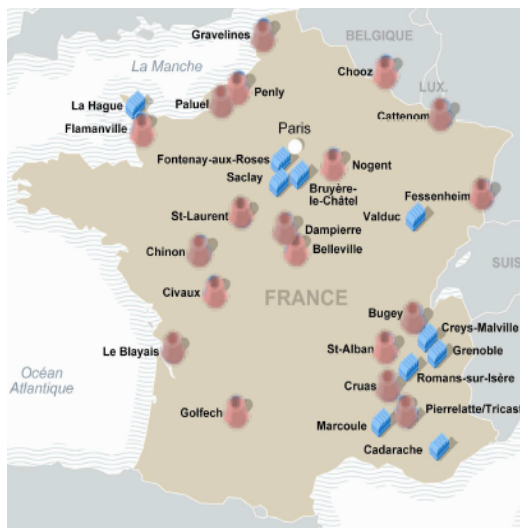 Gravelines
BELGIQUE
La Manche
Chooz
LUX.
Penly
La Hague
Paluel
Cattenom
Flamanville
Paris
Fontenay-aux-Roses
Nogent
Saclay
Bruyère-
le-Châtel
Fessenheim
St-Laurent
Valduc
Dampierre
Chinon
Belleville
SUIS
Civaux
FRANCE
Bugey
Creys-Malville
Le Blayais
St-Alban
Grenoble
Océan
Atlantique
Romans-sur-Isère
Cruas
Golfech
Pierrelatte/Tricast
Marcoule
Cadarache